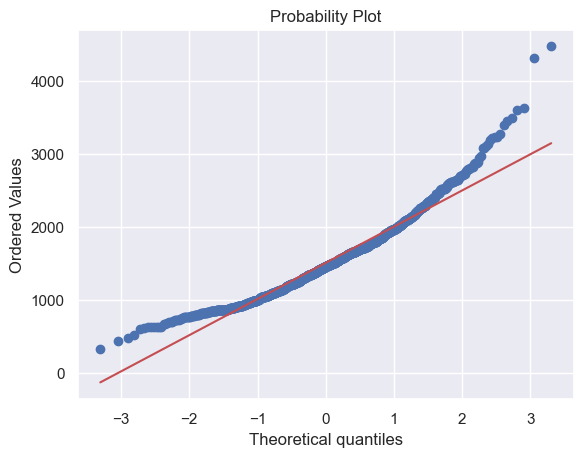 Probability Plot
Ordered Values
4000
3000
2000
1000
0
−3 −2 −1 0 1 2 3
Theoretical quantiles